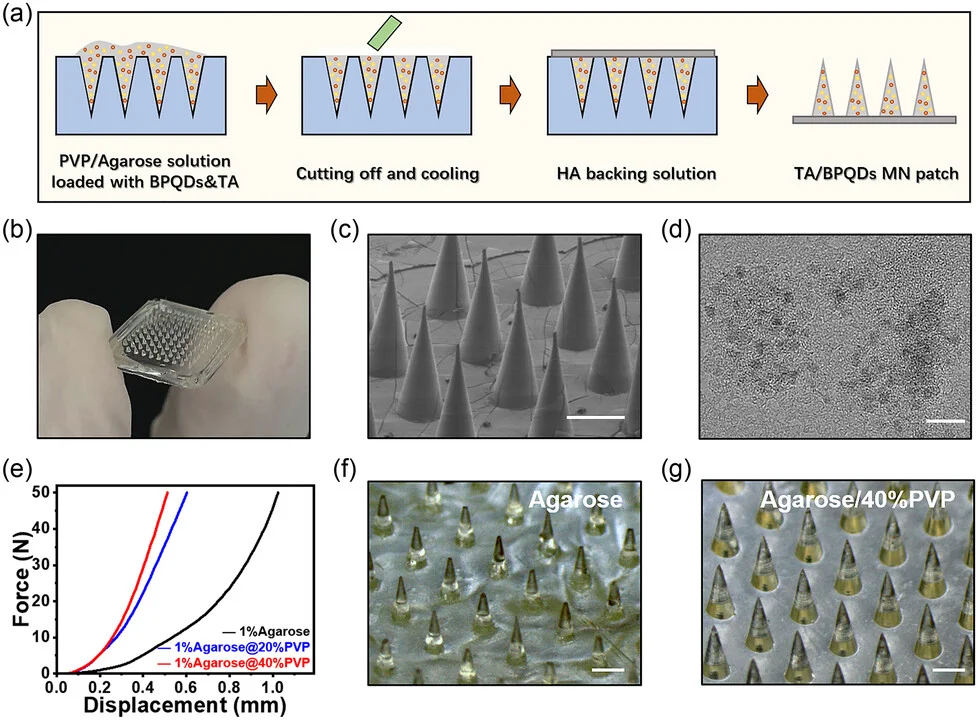 (a)
PVP/Agarose solution
loaded with BPQDs&TA
Cutting off and cooling
HA backing solution
TA/BPQDs MN patch
(b)
(c)
(d)
(e)
50
40
30
20
10
0
Force (N)
1%Agarose
1%Agarose@20%PVP
1%Agarose@40%PVP
0.0 0.2 0.4 0.6 0.8 1.0
Displacement (mm)
(f)
Agarose
(g)
Agarose/40%PVP